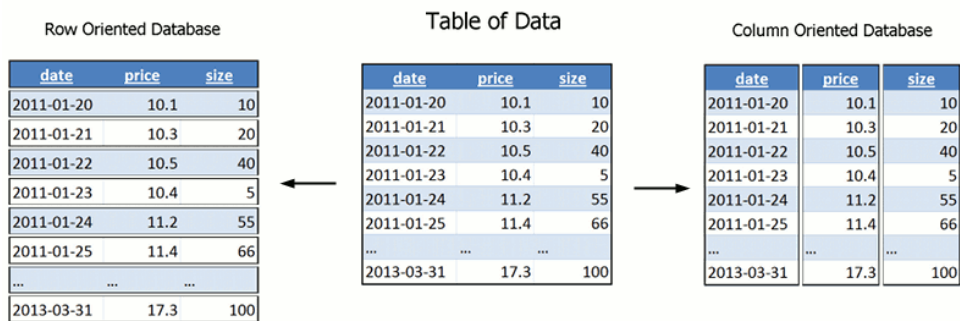 Row Oriented Database
date price size
2011-01-20 10.1 10
2011-01-21 10.3 20
2011-01-22 10.5 40
2011-01-23 10.4 5
2011-01-24 11.2 55
2011-01-25 11.4 66
... ... ...
2013-03-31 17.3 100
Table of Data
date price size
2011-01-20 10.1 10
2011-01-21 10.3 20
2011-01-22 10.5 40
2011-01-23 10.4 5
2011-01-24 11.2 55
2011-01-25 11.4 66
... ... ...
2013-03-31 17.3 100
Column Oriented Database
date price size
2011-01-20 10.1 10
2011-01-21 10.3 20
2011-01-22 10.5 40
2011-01-23 10.4 5
2011-01-24 11.2 55
2011-01-25 11.4 66
... ... ...
2013-03-31 17.3 100